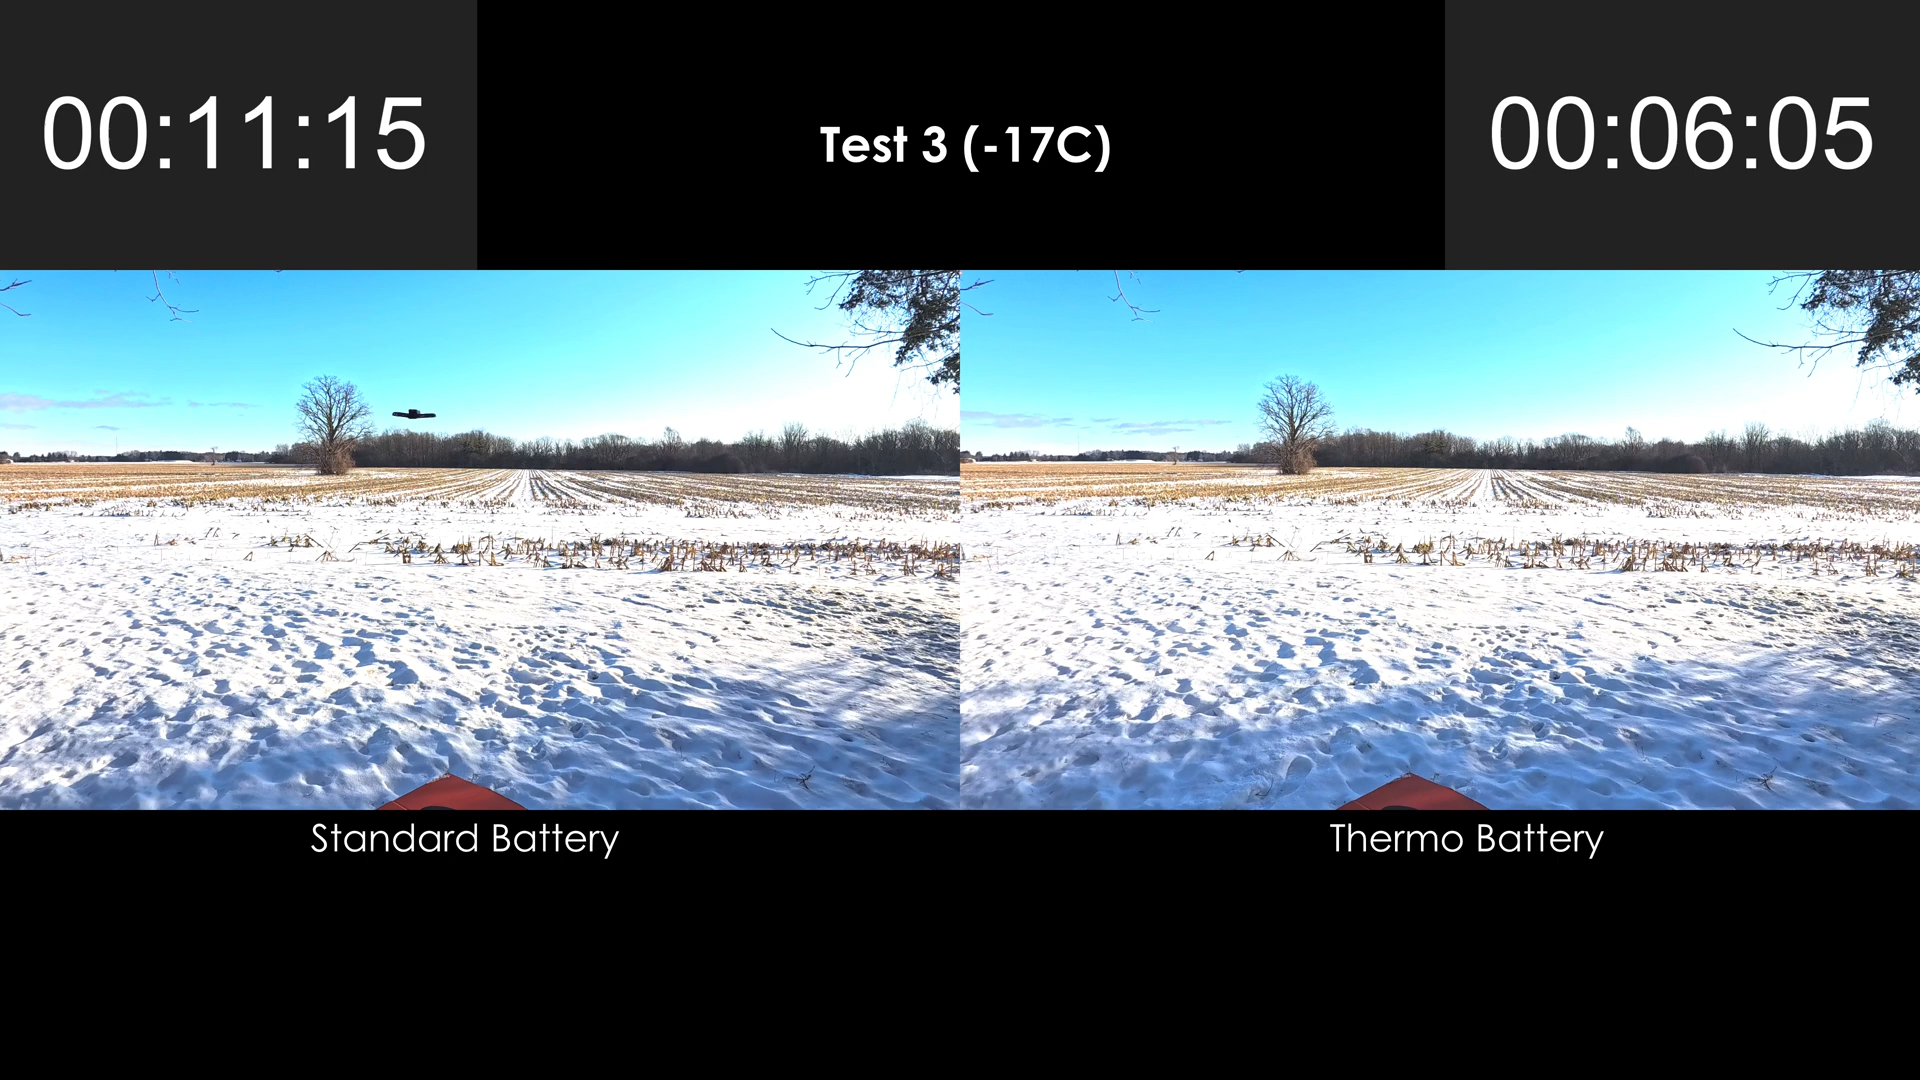 00:11:15
Test 3 (-17C)
00:06:05
Standard Battery
Thermo Battery